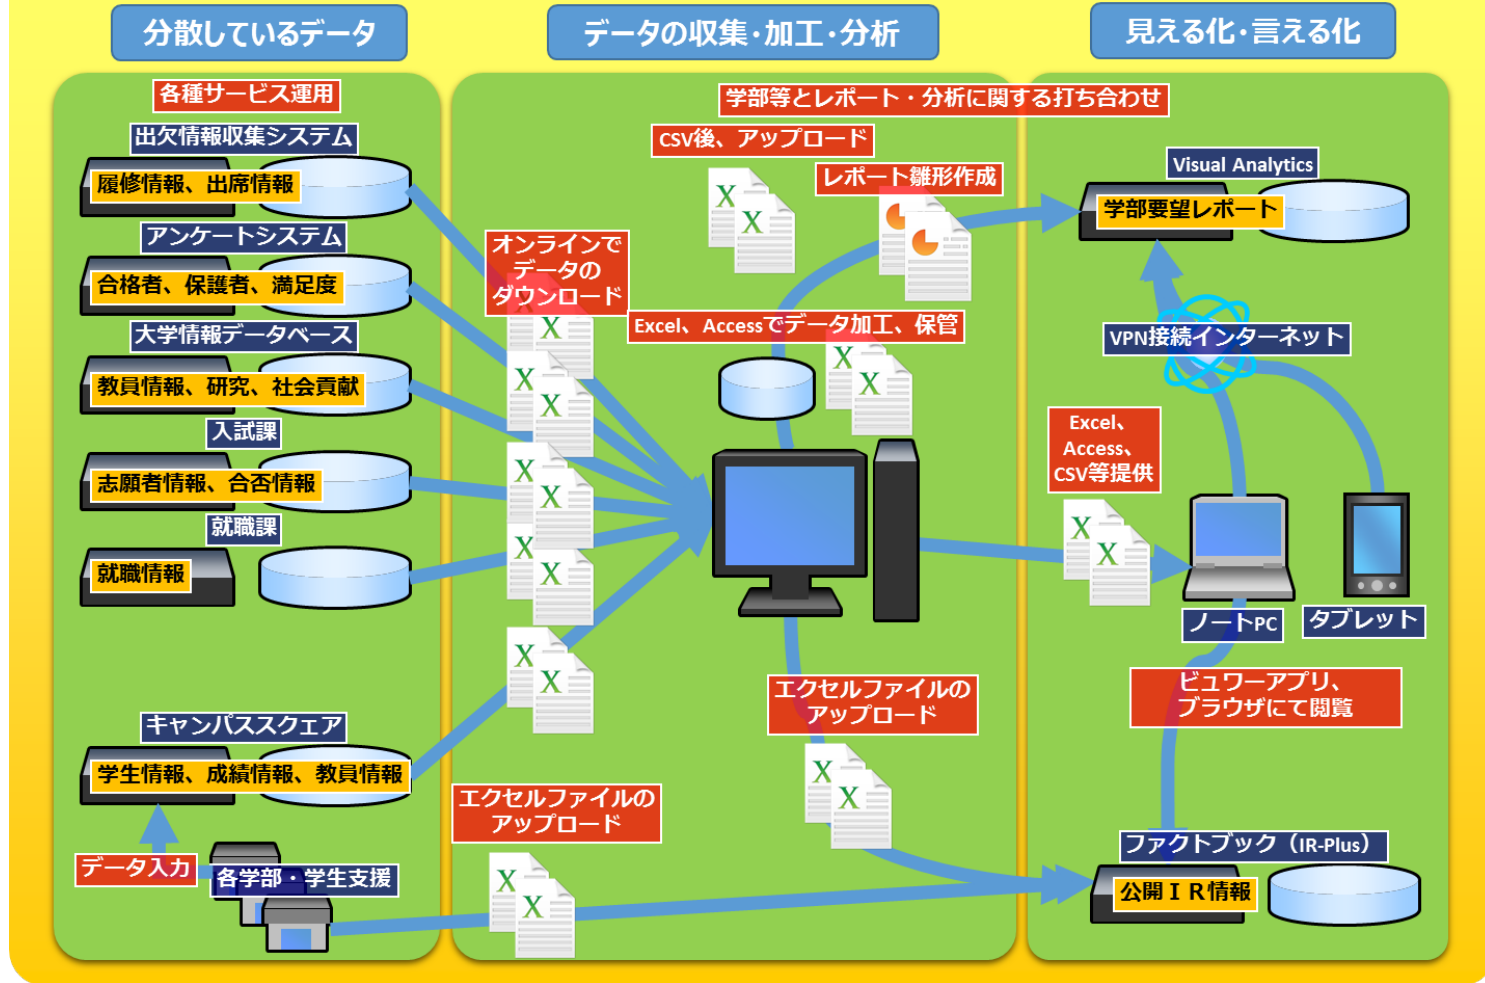 分散しているデータ
データの収集・加工・分析
見える化・言える化
各種サービス運用
出欠情報収集システム
履修情報、出席情報
アンケートシステム
合格者、保護者、満足度
大学情報データベース
教員情報、研究、社会貢献
入試課
志願者情報、合否情報
就職課
就職情報
キャンパススクェア
学生情報、成績情報、教員情報
データ入力
各学部・学生支援
学部等とレポート・分析に関する打ち合わせ
CSV後、アップロード
レポート雛形作成
オンラインで
データの
ダウンロード
Excel、Accessでデータ加工、保管
エクセルファイルの
アップロード
エクセルファイルの
アップロード
Visual Analytics
学部要望レポート
VPN接続インターネット
Excel、
Access、
CSV等提供
ノートPC
タブレット
ビュワーアプリ、
ブラウザにて閲覧
ファクトブック（IR-Plus）
公開ＩＲ情報